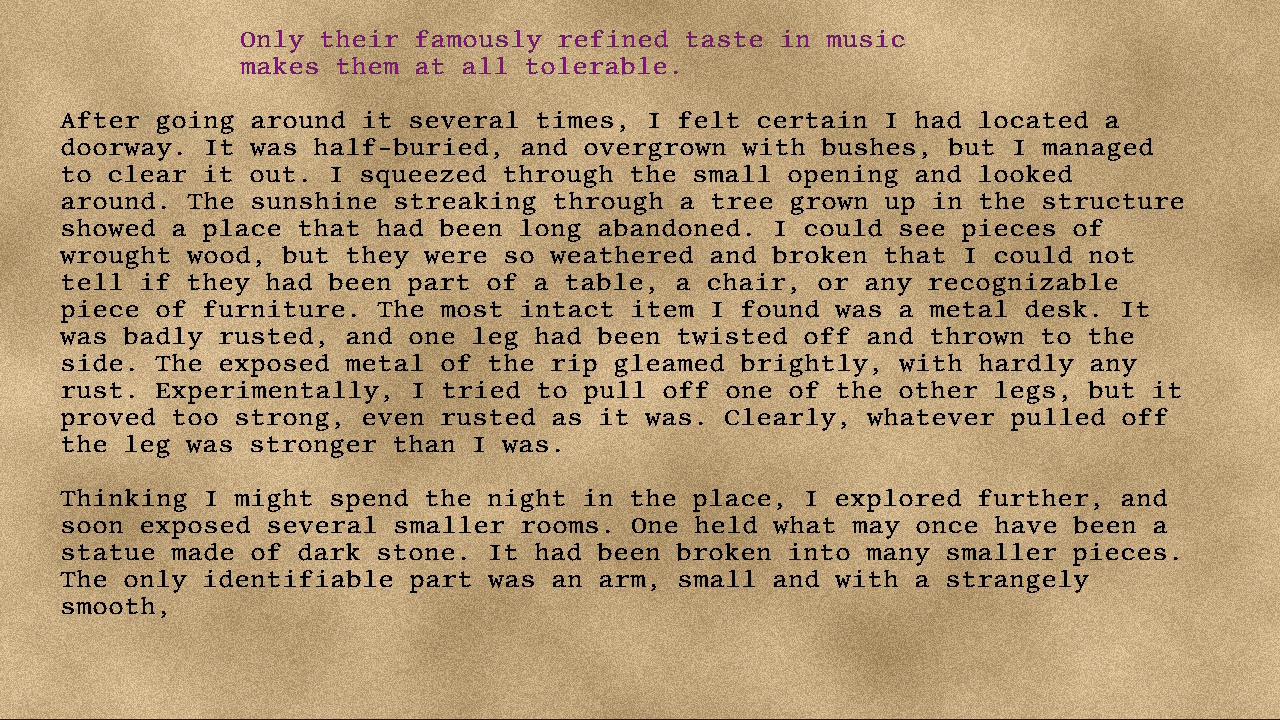 Only their famously refined taste in music
makes them at all tolerable.
After going around it several times, I felt certain I had located a
doorway. It was half-buried, and overgrown with bushes, but I managed
to clear it out. I squeezed through the small opening and looked
around. The sunshine streaking through a tree grown up in the structure
showed a place that had been long abandoned. I could see pieces of
wrought wood, but they were so weathered and broken that I could not
tell if they had been part of a table, a chair, or any recognizable
piece of furniture. The most intact item I found was a metal desk. It
was badly rusted, and one leg had been twisted off and thrown to the
side. The exposed metal of the rip gleamed brightly, with hardly any
rust. Experimentally, I tried to pull off one of the other legs, but it
proved too strong, even rusted as it was. Clearly, whatever pulled off
the leg was stronger than I was.
Thinking I might spend the night in the place, I explored further, and
soon exposed several smaller rooms. One held what may once have been a
statue made of dark stone. It had been broken into many smaller pieces.
The only identifiable part was an arm, small and with a strangely
smooth,